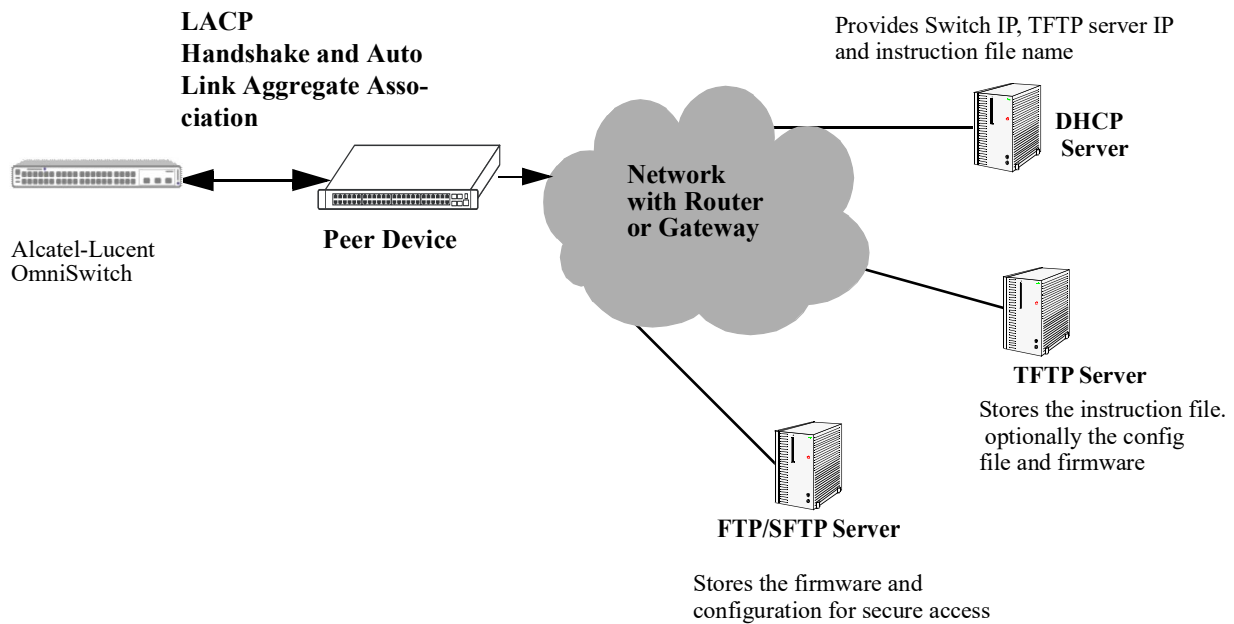 LACP
Handshake and Auto
Link Aggregate Asso-
ciation
Provides Switch IP, TFTP server IP
and instruction file name
DHCP
Server
Network
with Router
or Gateway
Peer Device
Alcatel-Lucent
OmniSwitch
TFTP Server
Stores the instruction file.
optionally the config
file and firmware
FTP/SFTP Server
Stores the firmware and
configuration for secure access